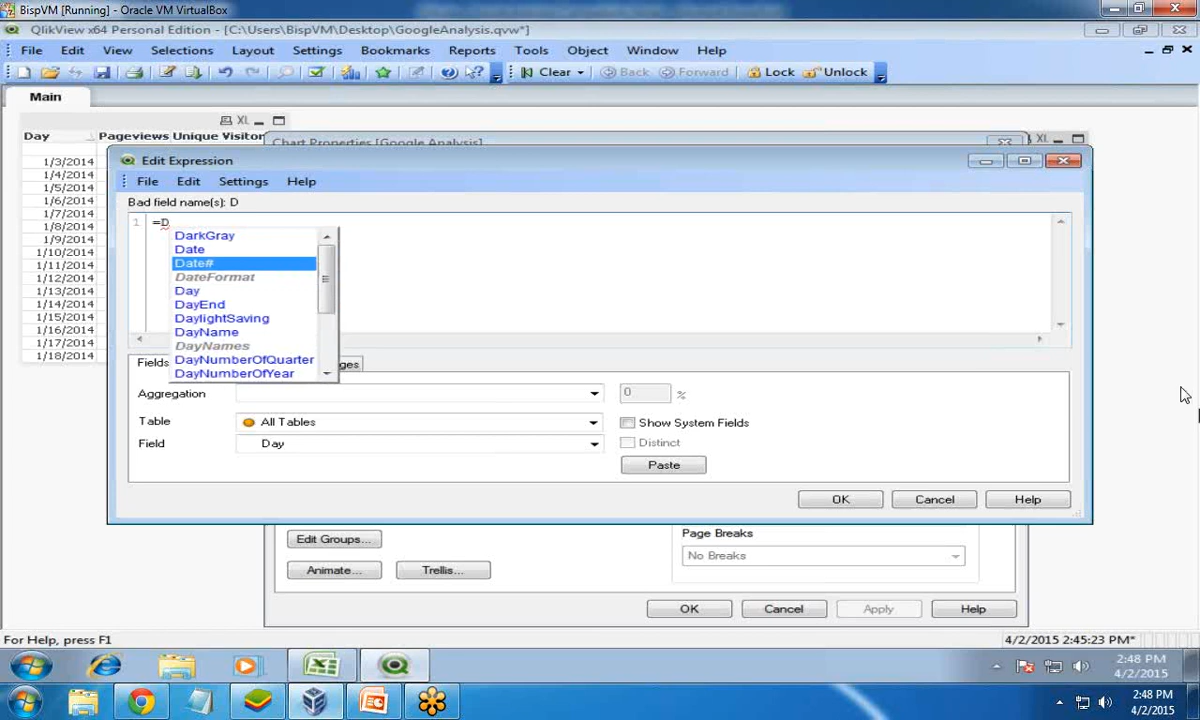 BispVM [Running] - Oracle VM VirtualBox
QlikView x64 Personal Edition - [C:\Users\BispVM\Desktop\GoogleAnalysis.qvw*]
File Edit View Selections Layout Settings Bookmarks Reports Tools Object Window Help
Clear Back Forward Lock Unlock
Main
XL
Day Pageviews Unique Visitor
Chart Properties [Google Analysis]
XL
1/3/2014
1/4/2014
1/5/2014
1/6/2014
1/7/2014
1/8/2014
1/9/2014
1/10/2014
1/11/2014
1/12/2014
1/13/2014
1/14/2014
1/15/2014
1/16/2014
1/17/2014
1/18/2014
Edit Expression
File Edit Settings Help
Bad field name(s): D
1 =D
DarkGray
Date
Date#
DateFormat
Day
DayEnd
DaylightSaving
DayName
DayNames
DayNumberOfQuarter
DayNumberOfYear
Fields ges
Aggregation 0 %
Table All Tables Show System Fields
Field Day Distinct
Paste
OK Cancel Help
Edit Groups... Page Breaks
No Breaks
Animate... Trellis...
OK Cancel Apply Help
For Help, press F1 4/2/2015 2:45:23 PM*
2:48 PM
4/2/2015
2:48 PM
4/2/2015